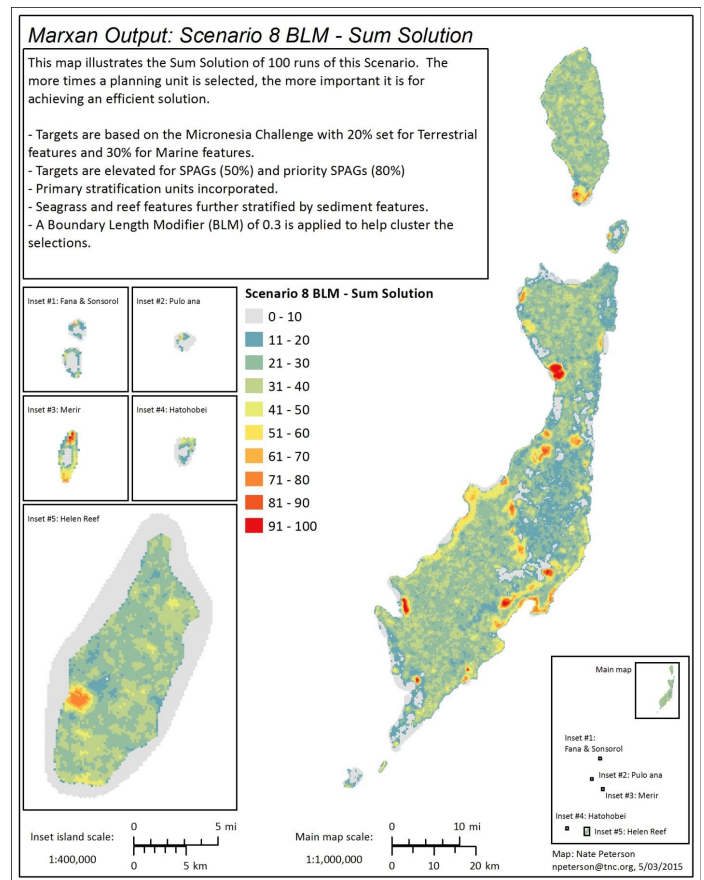 Marxan Output: Scenario 8 BLM - Sum Solution
This map illustrates the Sum Solution of 100 runs of this Scenario. The
more times a planning unit is selected, the more important it is for
achieving an efficient solution.
- Targets are based on the Micronesia Challenge with 20% set for Terrestrial
features and 30% for Marine features.
- Targets are elevated for SPAGs (50%) and priority SPAGs (80%)
- Primary stratification units incorporated.
- Seagrass and reef features further stratified by sediment features.
- A Boundary Length Modifier (BLM) of 0.3 is applied to help cluster the
selections.
Inset #1: Fana & Sonsorol
Inset #2: Pulo ana
Inset #3: Merir
Inset #4: Hatohobei
Inset #5: Helen Reef
Scenario 8 BLM - Sum Solution
0 - 10
11 - 20
21 - 30
31 - 40
41 - 50
51 - 60
61 - 70
71 - 80
81 - 90
91 - 100
Main map
Inset #1:
Fana & Sonsorol
Inset #2: Pulo ana
Inset #3: Merir
Inset #4: Hatohobei
Inset #5: Helen Reef
Inset island scale:
1:400,000
0 5 mi
0 5 km
Main map scale:
1:1,000,000
0 10 mi
0 10 20 km
Map: Nate Peterson
npeterson@tnc.org, 5/03/2015